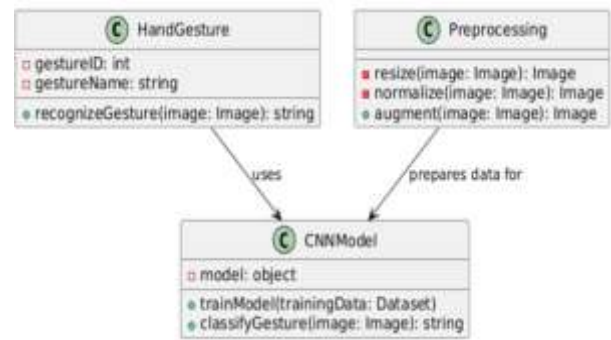 C HandGesture
gestureID: int
gestureName: string
recognizeGesture(image: Image): string
C Preprocessing
resize(image: Image): Image
normalize(image: Image): Image
augment(image: Image): Image
uses
prepares data for
C CNNModel
model: object
trainModel(trainingData: Dataset)
classifyGesture(image: Image): string